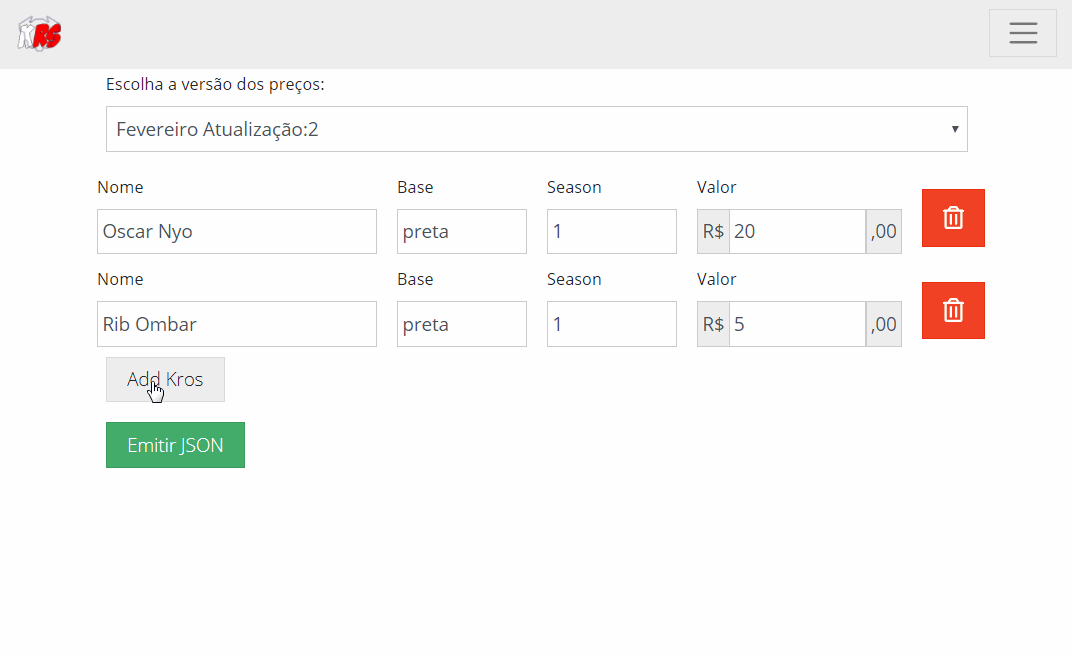 KRS
Escolha a versão dos preços:
Fevereiro Atualização:2
Nome Base Season Valor
Oscar Nyo preta 1 R$ 20 ,00
Nome Base Season Valor
Rib Ombar preta 1 R$ 5 ,00
Add Kros
Emitir JSON